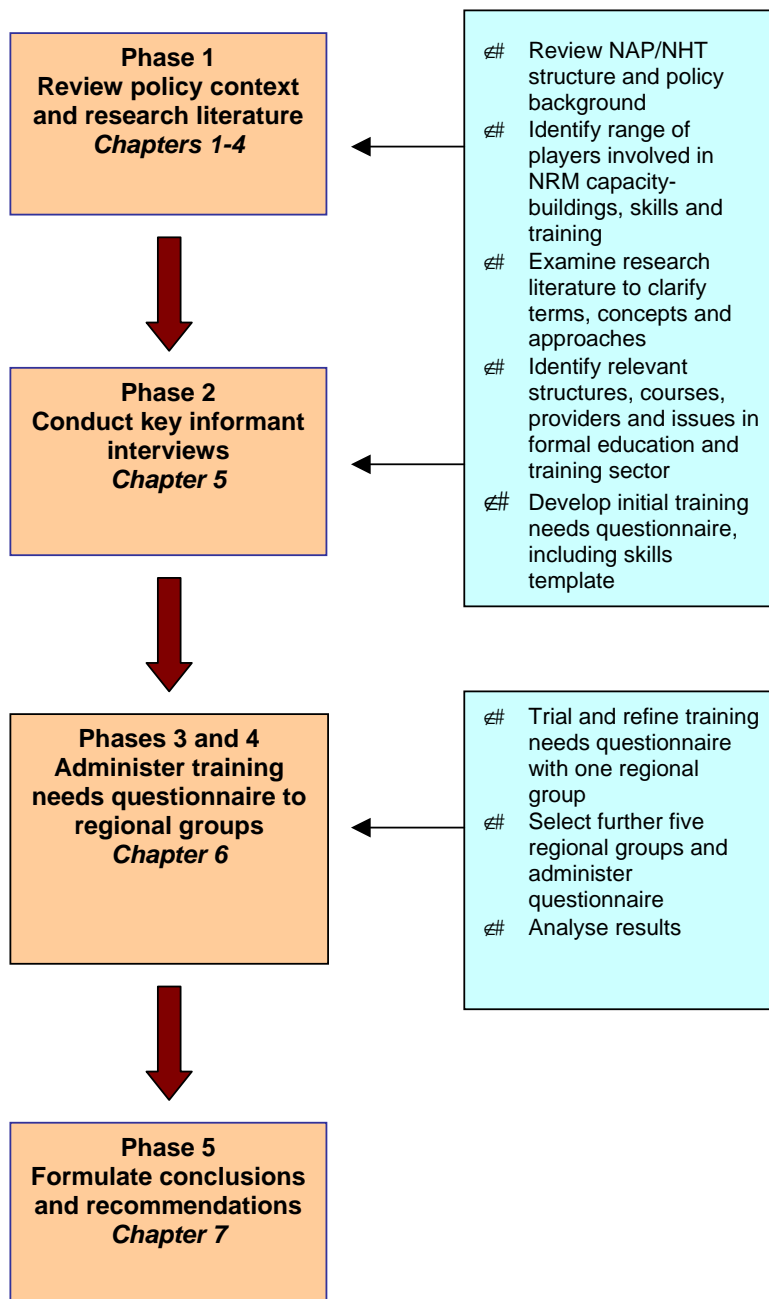 Phase 1
Review policy context
and research literature
Chapters 1-4
Phase 2
Conduct key informant
interviews
Chapter 5
Phases 3 and 4
Administer training
needs questionnaire to
regional groups
Chapter 6
Phase 5
Formulate conclusions
and recommendations
Chapter 7
∉# Review NAP/NHT
structure and policy
background
∉# Identify range of
players involved in
NRM capacity-
buildings, skills and
training
∉# Examine research
literature to clarify
terms, concepts and
approaches
∉# Identify relevant
structures, courses,
providers and issues in
formal education and
training sector
∉# Develop initial training
needs questionnaire,
including skills
template
∉# Trial and refine training
needs questionnaire
with one regional
group
∉# Select further five
regional groups and
administer
questionnaire
∉# Analyse results